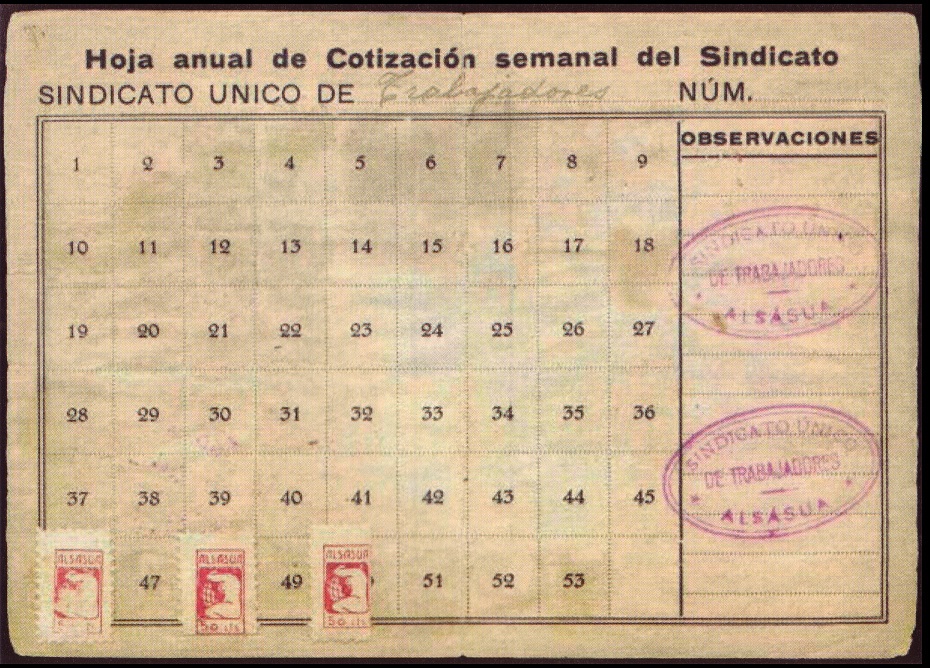 Hoja anual de Cotización semanal del Sindicato
SINDICATO UNICO DE Trabajadores NÚM.
OBSERVACIONES
1 2 3 4 5 6 7 8 9
10 11 12 13 14 15 16 17 18
SINDICATO ÚNICO
DE TRABAJADORES
ALSÁSUA
19 20 21 22 23 24 25 26 27
28 29 30 31 32 33 34 35 36
SINDICATO ÚNICO
DE TRABAJADORES
ALSÁSUA
37 38 39 40 41 42 43 44 45
ALSASUA ALSASUA ALSASUA
47 49 51 52 53
50 cts 50 cts